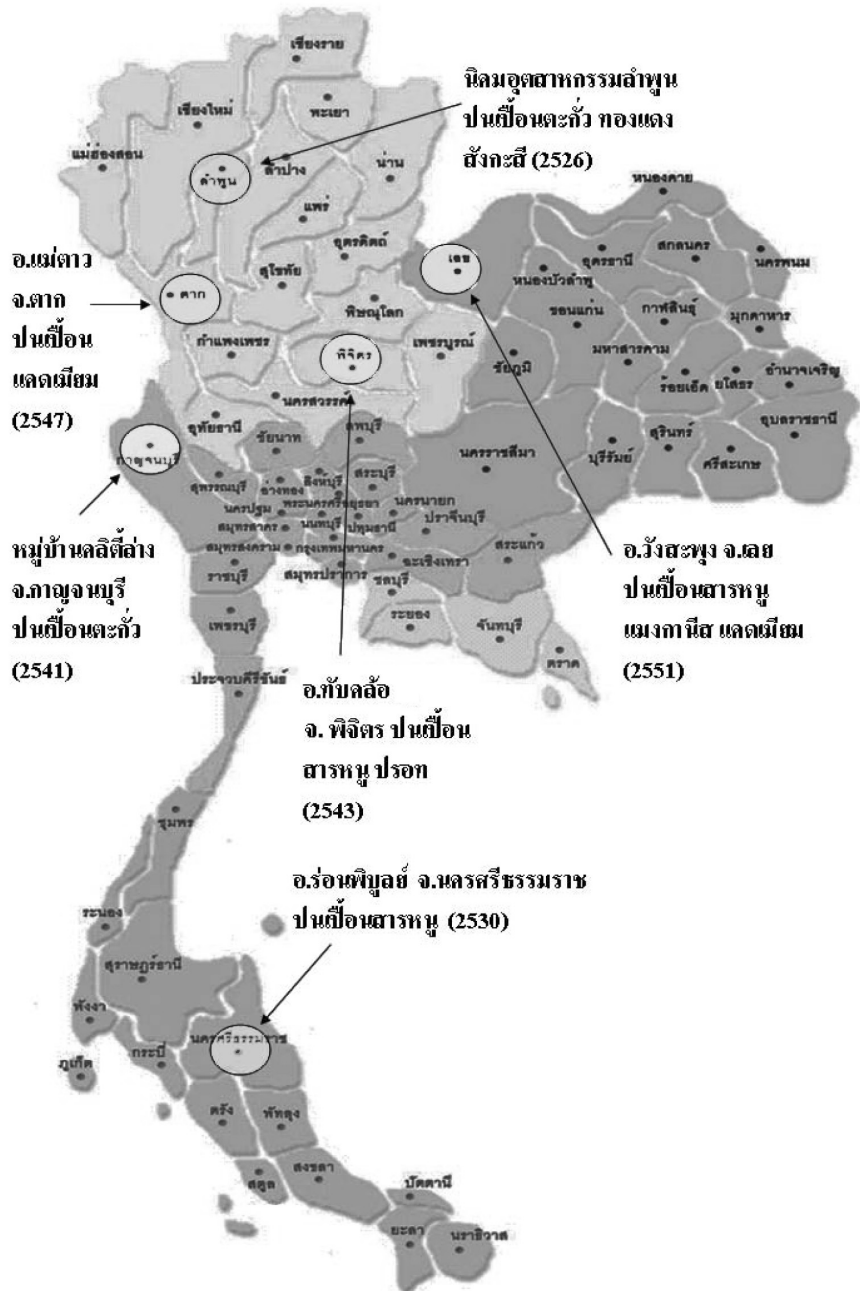 เชียงราย
นิคมอุตสาหกรรมลำพูน
ปนเปื้อนตะกั่ว ทองแดง
สังกะสี (2526)
เชียงใหม่
พะเยา
แม่ฮ่องสอน
ลำพูน
ลำปาง
น่าน
แพร่
หนองคาย
อ.แม่ตาว
จ.ตาก
ปนเปื้อน
แคดเมียม
(2547)
อุตรดิตถ์
สุโขทัย
เลย
อุดรธานี
สกลนคร
นครพนม
หนองบัวลำพู
ตาก
พิษณุโลก
ขอนแก่น
กาฬสินธุ์
มุกดาหาร
กำแพงเพชร
พิจิตร
เพชรบูรณ์
ชัยภูมิ
มหาสารคาม
ร้อยเอ็ด
ยโสธร
อำนาจเจริญ
นครสวรรค์
อุทัยธานี
ชัยนาท
ลพบุรี
นครราชสีมา
บุรีรัมย์
สุรินทร์
ศรีสะเกษ
อุบลราชธานี
กาญจนบุรี
สุพรรณบุรี
อ่างทอง
สิงห์บุรี
สระบุรี
นครปฐม
พระนครศรีอยุธยา
นครนายก
สมุทรสาคร
นนทบุรี
ปทุมธานี
ปราจีนบุรี
สมุทรสงคราม
กรุงเทพมหานคร
ฉะเชิงเทรา
สระแก้ว
หมู่บ้านคลิตี้ล่าง
จ.กาญจนบุรี
ปนเปื้อนตะกั่ว
(2541)
ราชบุรี
สมุทรปราการ
ชลบุรี
เพชรบุรี
ระยอง
จันทบุรี
ตราด
อ.วังสะพุง จ.เลย
ปนเปื้อนสารหนู
แมงกานีส แคดเมียม
(2551)
ประจวบคีรีขันธ์
อ.ทับคล้อ
จ. พิจิตร ปนเปื้อน
สารหนู ปรอท
(2543)
ชุมพร
อ.ร่อนพิบูลย์ จ.นครศรีธรรมราช
ปนเปื้อนสารหนู (2530)
ระนอง
สุราษฎร์ธานี
พังงา
นครศรีธรรมราช
กระบี่
ภูเก็ต
ตรัง
พัทลุง
สตูล
สงขลา
ปัตตานี
ยะลา
นราธิวาส